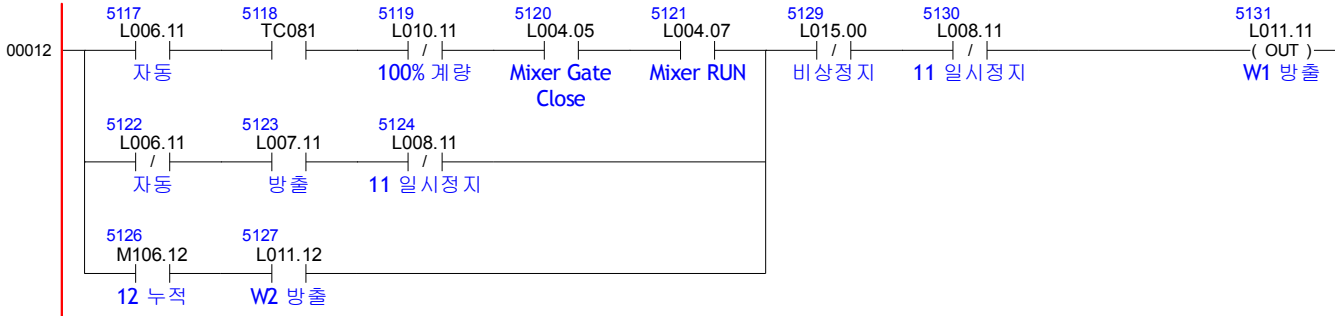 5117 5118 5119 5120 5121 5129 5130 5131
L006.11 TC081 L010.11 L004.05 L004.07 L015.00 L008.11 L011.11
00012 / / / ( OUT )
자동 100% 계량 Mixer Gate Mixer RUN 비상정지 11 일시정지 W1 방출
Close
5122 5123 5124
L006.11 L007.11 L008.11
/ /
자동 방출 11 일시정지
5126 5127
M106.12 L011.12
12 누적 W2 방출